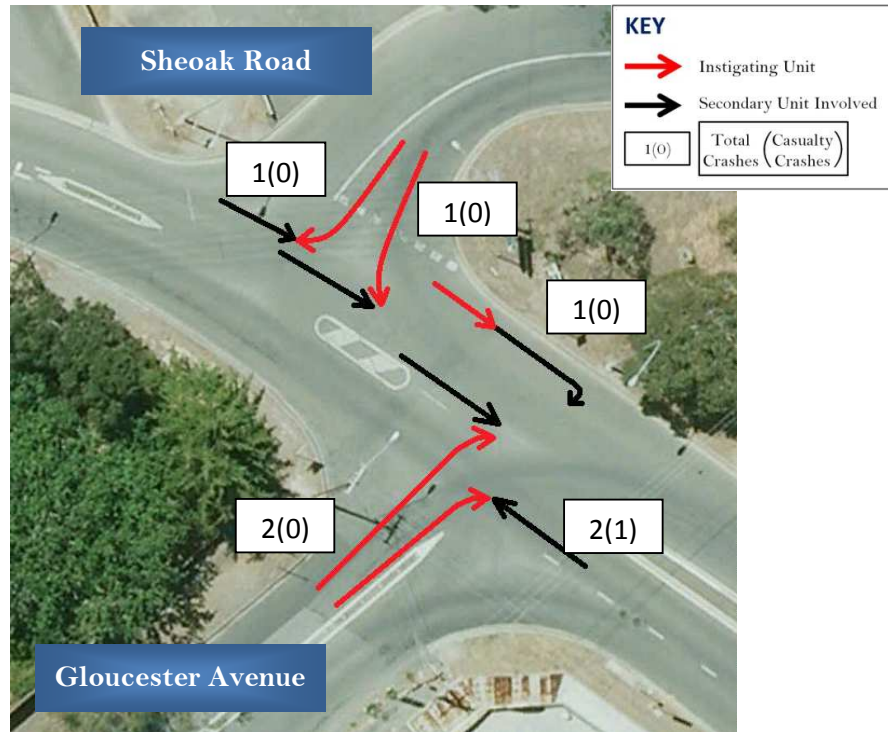 Sheoak Road
KEY
Instigating Unit
Secondary Unit Involved
1(0) Total Crashes (Casualty Crashes)
1(0)
1(0)
1(0)
2(0)
2(1)
Gloucester Avenue